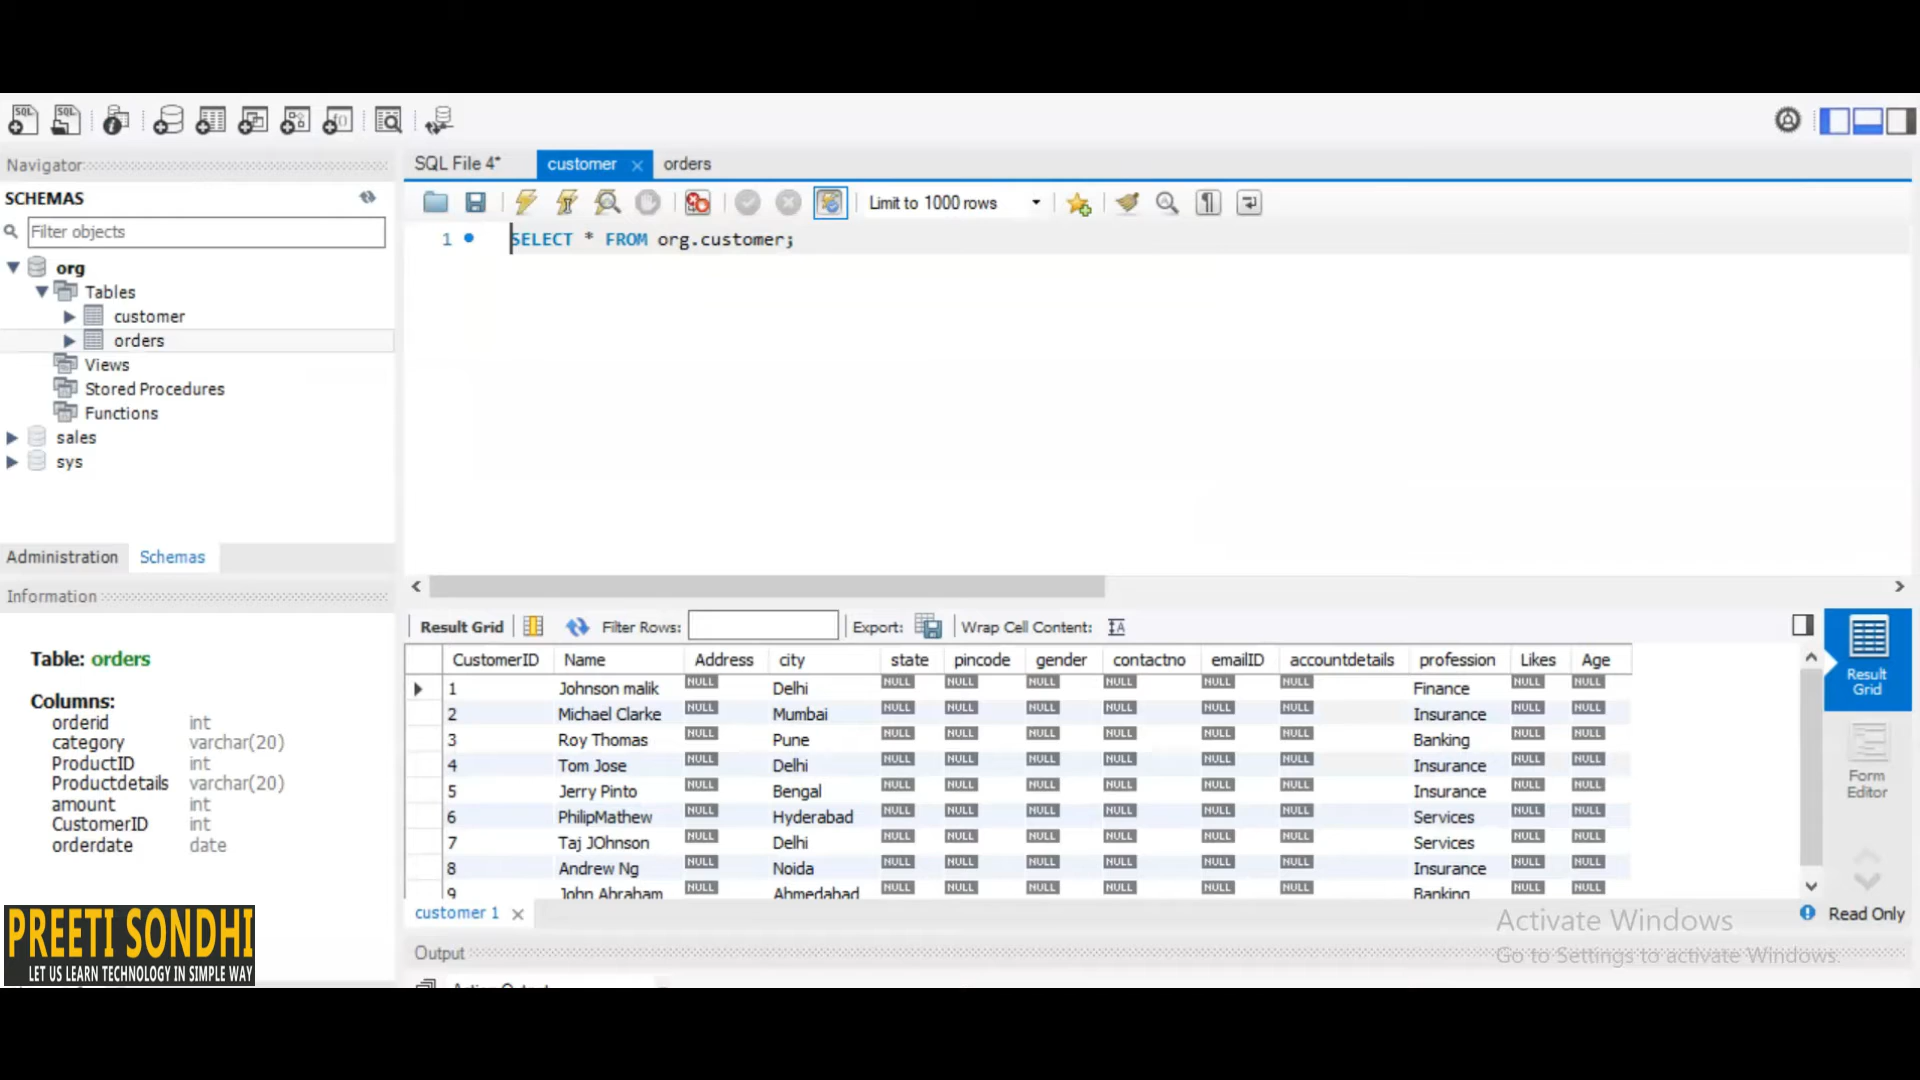 SQL SQL
Navigator
SCHEMAS
Filter objects
org
Tables
customer
orders
Views
Stored Procedures
Functions
sales
sys
Administration Schemas
Information
Table: orders
Columns:
orderid int
category varchar(20)
ProductID int
Productdetails varchar(20)
amount int
CustomerID int
orderdate date
PREETI SONDHI
LET US LEARN TECHNOLOGY IN SIMPLE WAY
SQL File 4* customer orders
Limit to 1000 rows
1 SELECT * FROM org.customer;
Result Grid Filter Rows: Export: Wrap Cell Content:
CustomerID Name Address city state pincode gender contactno emailID accountdetails profession Likes Age
1 Johnson malik NULL Delhi NULL NULL NULL NULL NULL NULL Finance NULL NULL
2 Michael Clarke NULL Mumbai NULL NULL NULL NULL NULL NULL Insurance NULL NULL
3 Roy Thomas NULL Pune NULL NULL NULL NULL NULL NULL Banking NULL NULL
4 Tom Jose NULL Delhi NULL NULL NULL NULL NULL NULL Insurance NULL NULL
5 Jerry Pinto NULL Bengal NULL NULL NULL NULL NULL NULL Insurance NULL NULL
6 PhilipMathew NULL Hyderabad NULL NULL NULL NULL NULL NULL Services NULL NULL
7 Taj JOhnson NULL Delhi NULL NULL NULL NULL NULL NULL Services NULL NULL
8 Andrew Ng NULL Noida NULL NULL NULL NULL NULL NULL Insurance NULL NULL
9 John Abraham NULL Ahmedabad NULL NULL NULL NULL NULL NULL Banking NULL NULL
Result
Grid
Form
Editor
customer 1
Read Only
Activate Windows
Go to Settings to activate Windows.
Output